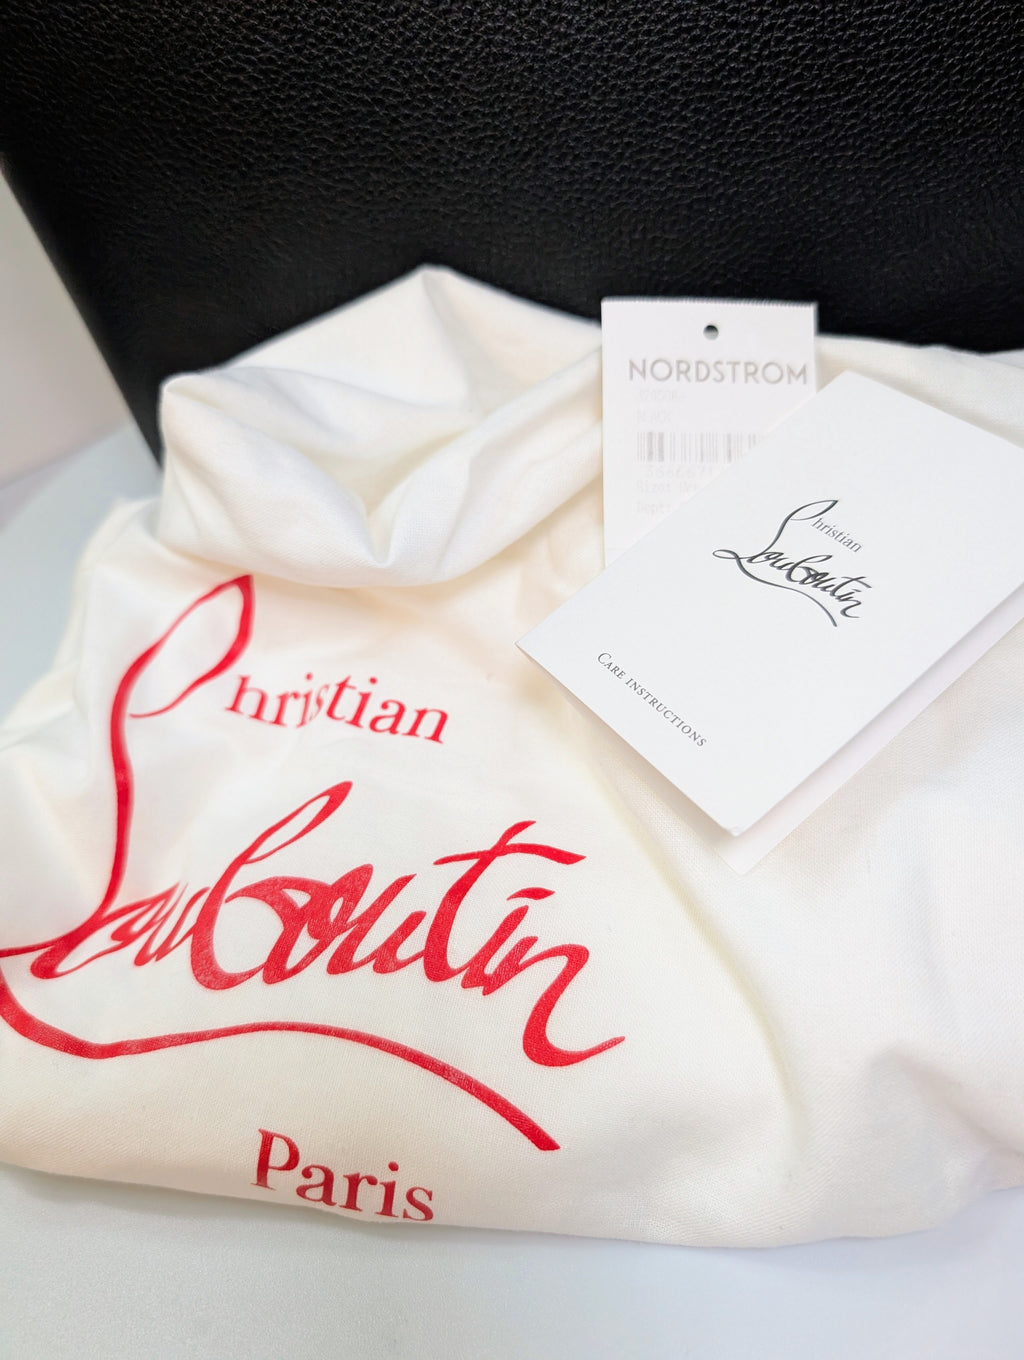 Christian
Louboutin
Paris
NORDSTROM
BLACK
Christian
Louboutin
CARE INSTRUCTIONS